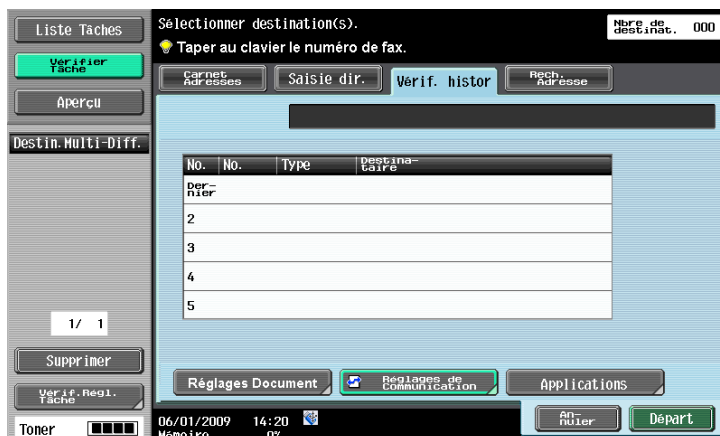 Liste Tâches
Vérifier
Tâche
Aperçu
Destin.Multi-Diff.
1/ 1
Supprimer
Vérif.Régl.
Tâche
Toner
Sélectionner destination(s).
Taper au clavier le numéro de fax.
Nbre de
destinat. 000
Carnet
Adresses
Saisie dir.
Vérif. histor
Rech.
Adresse
No. No. Type Destina-
taire
Der-
nier
2
3
4
5
Réglages Document
Réglages de
Communication
Applications
06/01/2009 14:20
Mémoire 0%
An-
nuler
Départ